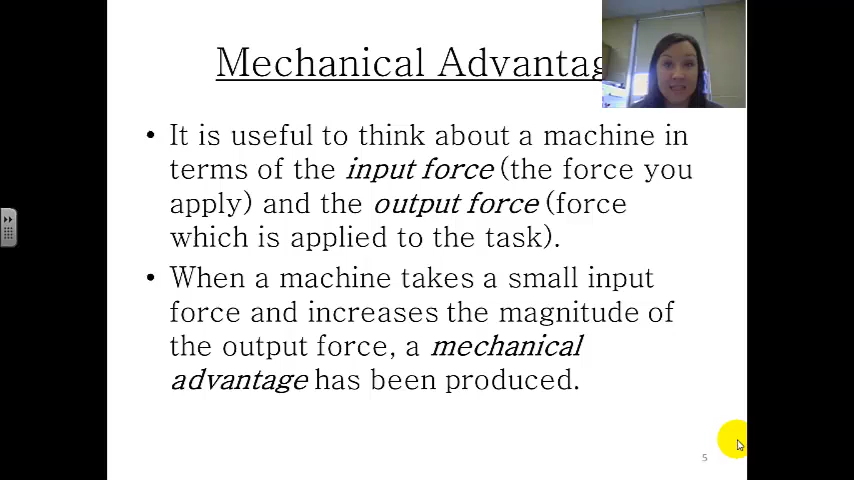 Mechanical Advantag
• It is useful to think about a machine in
terms of the input force (the force you
apply) and the output force (force
which is applied to the task).
• When a machine takes a small input
force and increases the magnitude of
the output force, a mechanical
advantage has been produced.
5